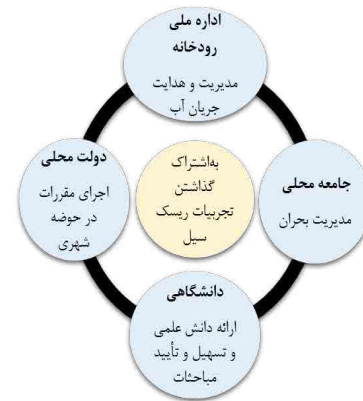 اداره ملی
رودخانه
مدیریت و هدایت
جریان آب
دولت محلی
اجرای مقررات
در حوضه
شهری
به‌اشتراک
گذاشتن
تجربیات ریسک
سیل
جامعه محلی
مدیریت بحران
دانشگاهی
ارائه دانش علمی
و تسهیل و تأیید
مباحثات